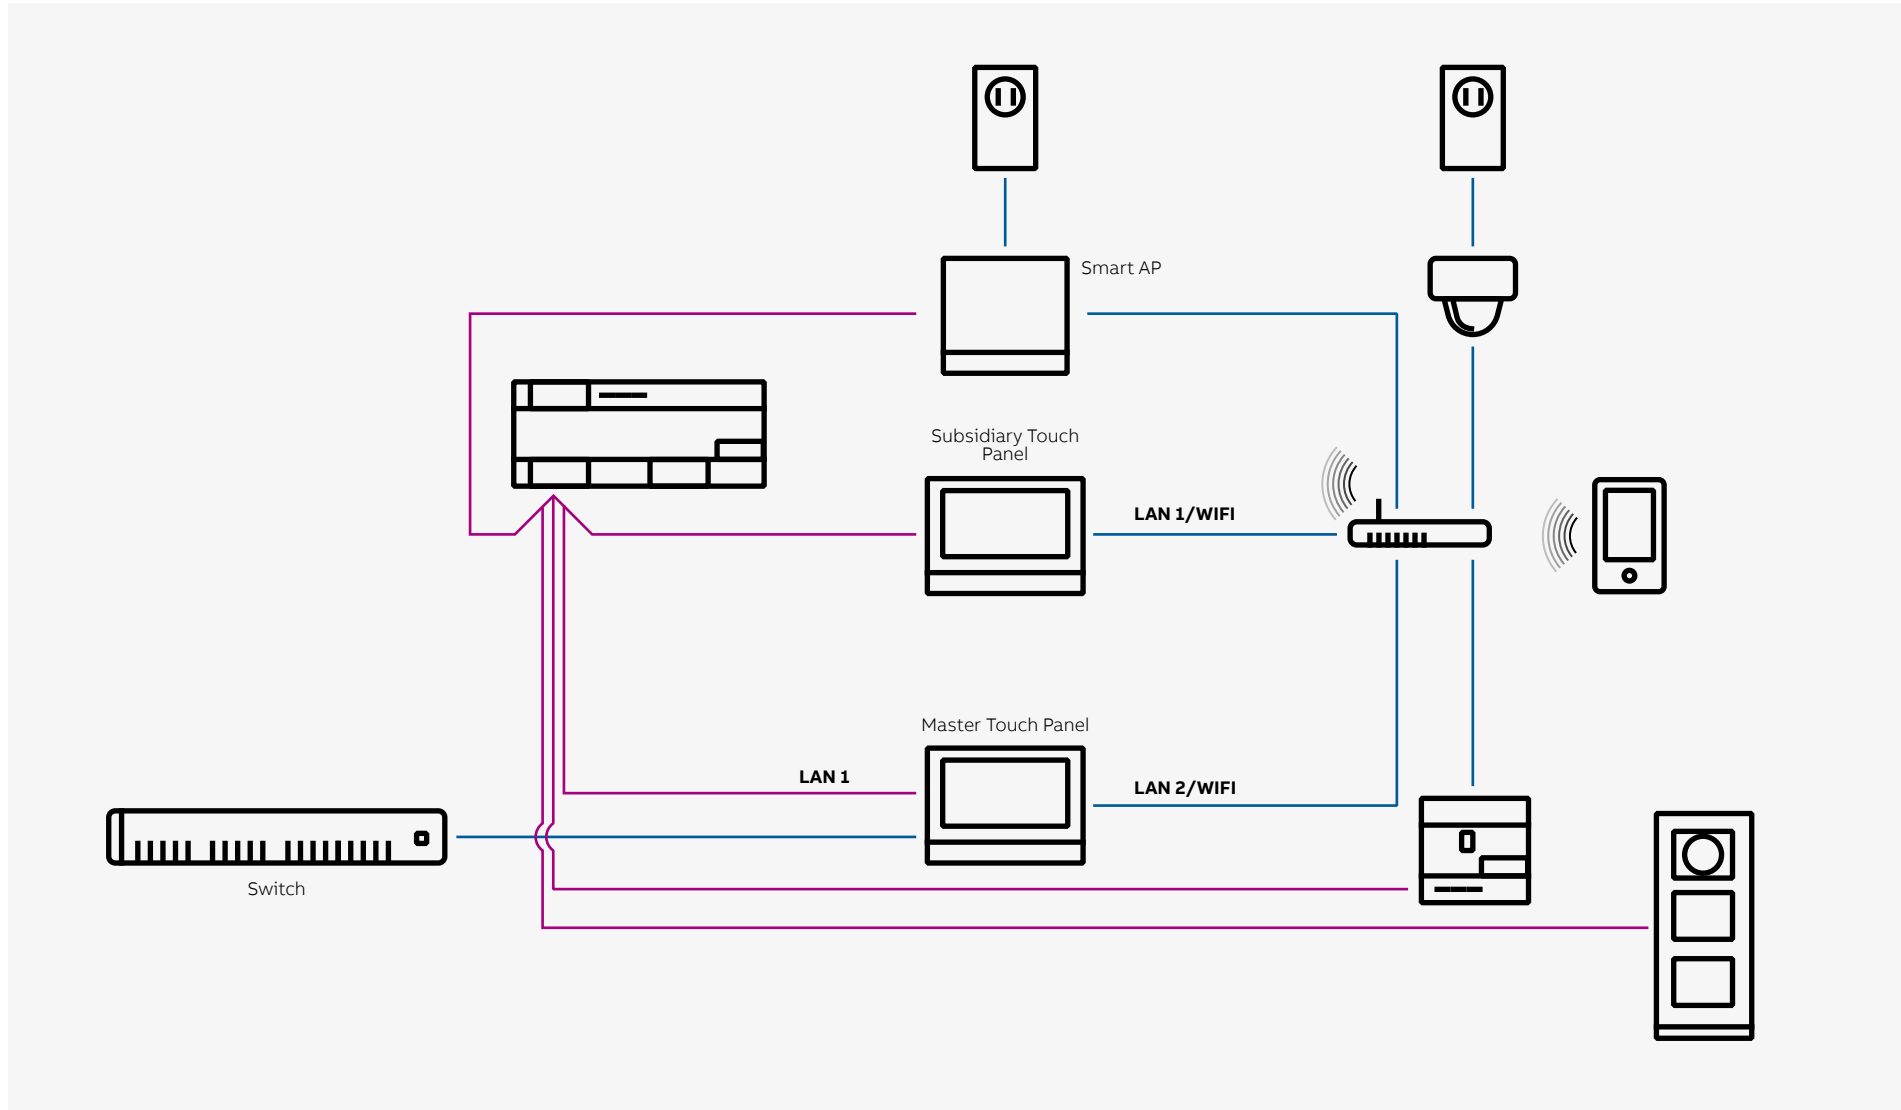 Smart AP
Subsidiary Touch
Panel
LAN 1/WIFI
Master Touch Panel
LAN 1
LAN 2/WIFI
Switch